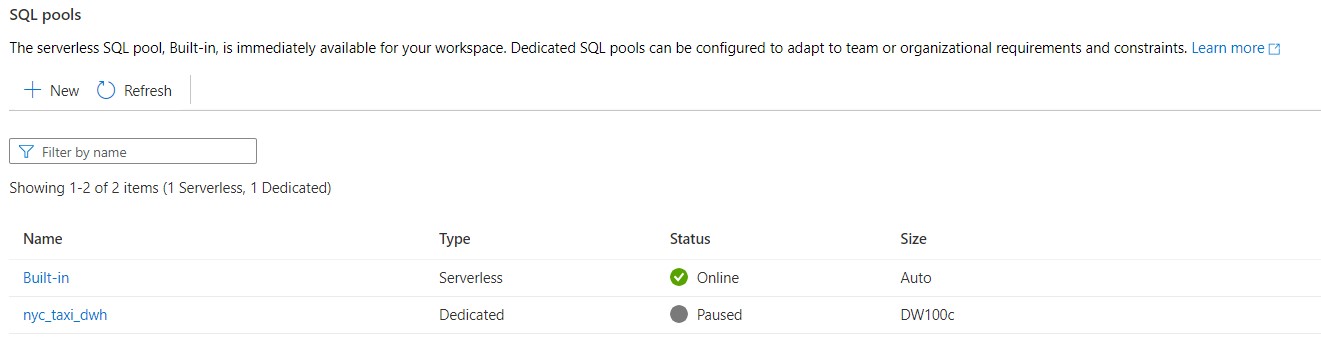 SQL pools
The serverless SQL pool, Built-in, is immediately available for your workspace. Dedicated SQL pools can be configured to adapt to team or organizational requirements and constraints. Learn more
New Refresh
Filter by name
Showing 1-2 of 2 items (1 Serverless, 1 Dedicated)
Name Type Status Size
Built-in Serverless Online Auto
nyc_taxi_dwh Dedicated Paused DW100c